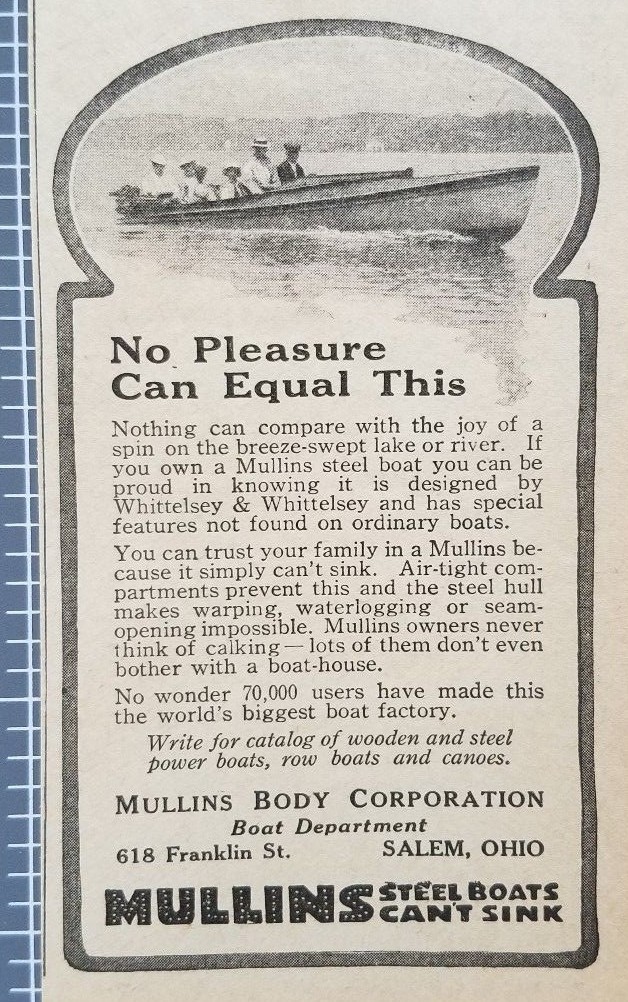 No Pleasure
Can Equal This
Nothing can compare with the joy of a
spin on the breeze-swept lake or river. If
you own a Mullins steel boat you can be
proud in knowing it is designed by
Whittelsey & Whittelsey and has special
features not found on ordinary boats.
You can trust your family in a Mullins be-
cause it simply can't sink. Air-tight com-
partments prevent this and the steel hull
makes warping, waterlogging or seam-
opening impossible. Mullins owners never
think of calking—lots of them don't even
bother with a boat-house.
No wonder 70,000 users have made this
the world's biggest boat factory.
Write for catalog of wooden and steel
power boats, row boats and canoes.
MULLINS BODY CORPORATION
Boat Department
618 Franklin St. SALEM, OHIO
MULLINS STEEL BOATS
CAN'T SINK